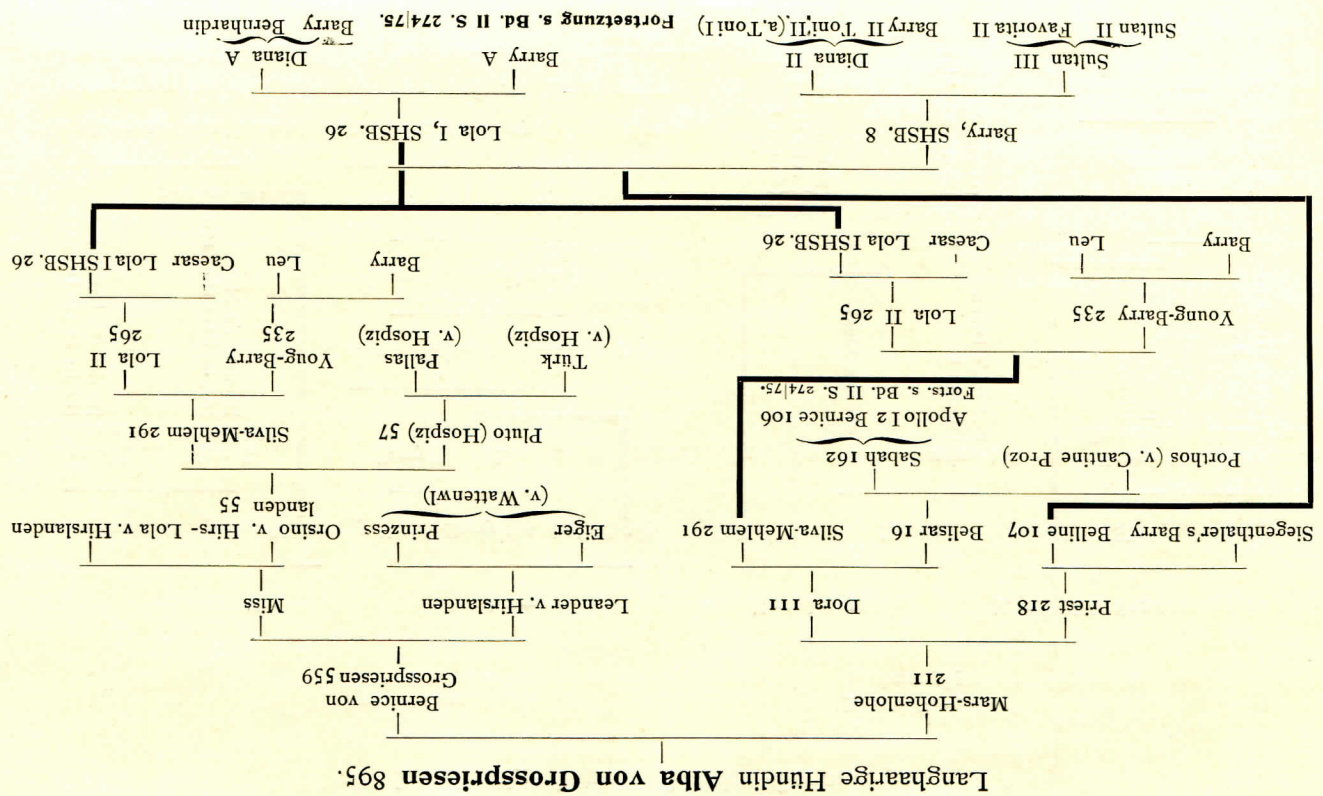 Langhaarige Hündin Alba von Grosspriesen 895.
Mars-Hohenlohe
211
Bernice von
Grosspriesen 559
Priest 218 Dora 111 Leander v. Hirslanden Miss
Siegenthaler's Barry Belline 107 Belisar 16 Silva-Mehlem 291 Eiger Prinzess Orsino v. Hirs- Lola v. Hirslanden
(v. Wattenwl) landen 55
Porthos (v. Cantine Proz) Sabah 162 Pluto (Hospiz) 57 Silva-Mehlem 291
Apollo I 2 Bernice 106
Forts. s. Bd. II S. 274|75.
Türk Pallas Voug-Barry Lola II
(v. Hospiz) (v. Hospiz) 235 265
Young-Barry 235 Lola II 265
Barry Leu Caesar Lola I SHSB. 26 Barry Leu Caesar Lola I SHSB. 26
Barry, SHSB. 8 Lola I, SHSB. 26
Sultan III Diana II Barry A Diana A
Sultan II Favorita II Barry II Toni, II, (a. Toni I) Barry Bernhardin
Fortsetzung s. Bd. II S. 274|75.